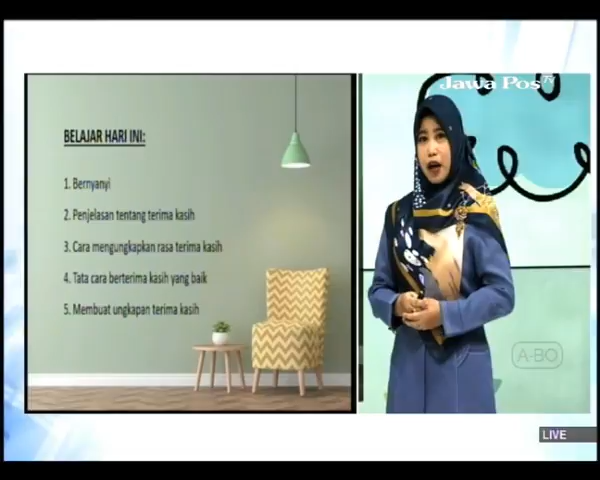 Jawa Pos TV
BELAJAR HARI INI:
1. Bernyanyi
2. Penjelasan tentang terima kasih
3. Cara mengungkapkan rasa terima kasih
4. Tata cara berterima kasih yang baik
5. Membuat ungkapan terima kasih
A-BO
LIVE